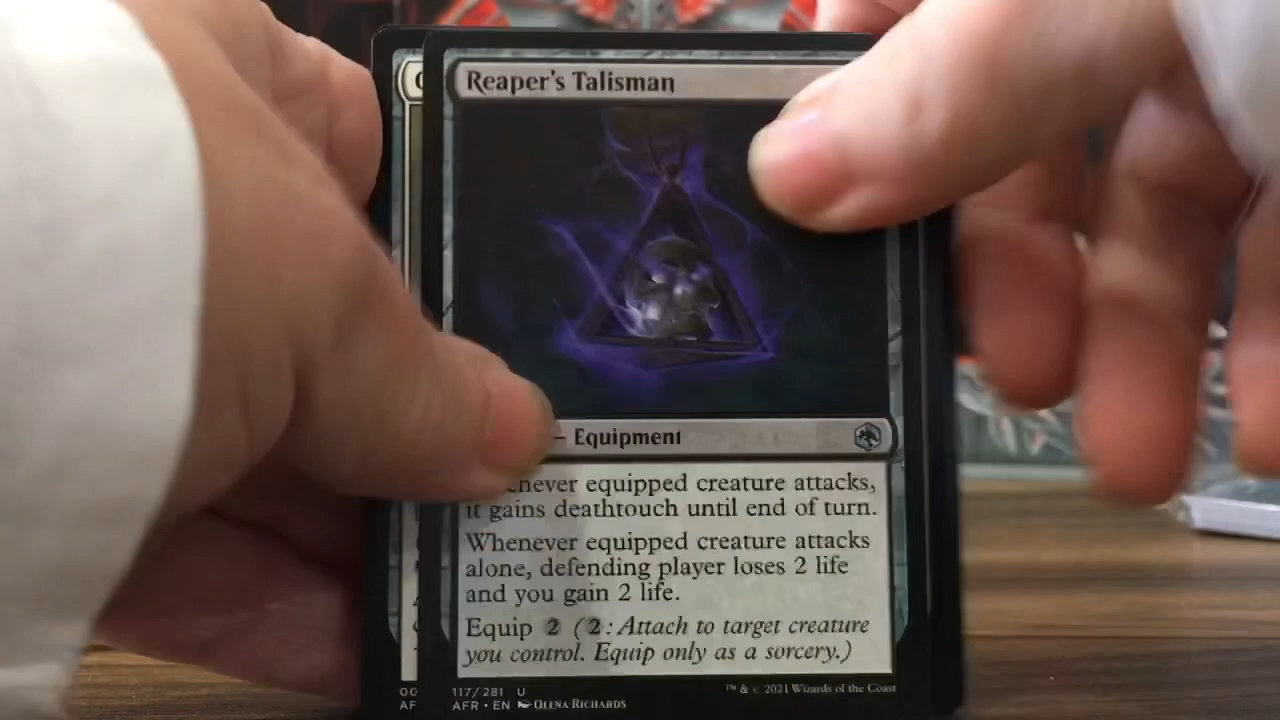 Reaper's Talisman
– Equipment
equipped creature attacks,
it gains deathtouch until end of turn.
Whenever equipped creature attacks
alone, defending player loses 2 life
and you gain 2 life.
Equip 2 (2: Attach to target creature
you control. Equip only as a sorcery.)
117/281 U
AFR • EN OLENA RICHARDS
™ & © 2021 Wizards of the Coast
00
AF